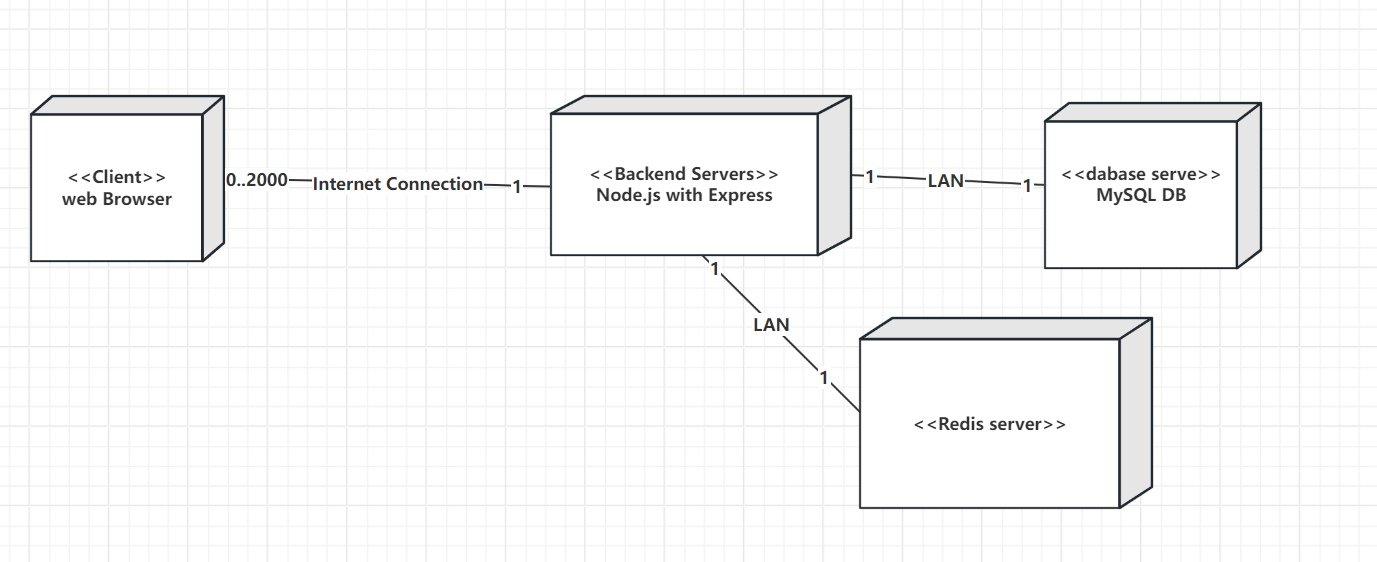 <<Client>>
web Browser
0..2000
Internet Connection
1
<<Backend Servers>>
Node.js with Express
1
LAN
1
<<dabase serve>>
MySQL DB
1
LAN
1
<<Redis server>>